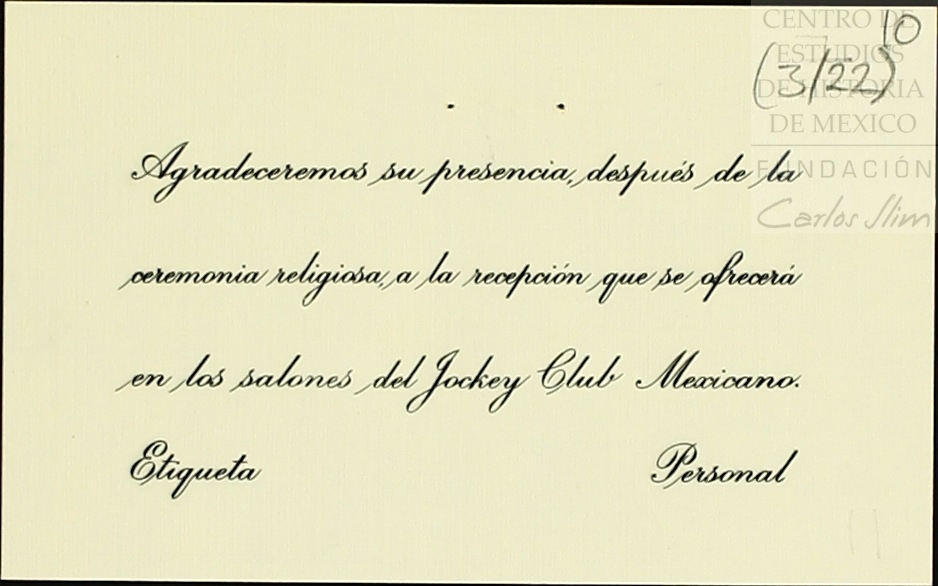 CENTRO DE
ESTUDIOS
DE HISTORIA
DE MEXICO
FUNDACIÓN
Carlos Slim
10
(3/22)
Agradeceremos su presencia, después de la
ceremonia religiosa, a la recepción que se ofrecerá
en los salones del Jockey Club Mexicano.
Etiqueta Personal